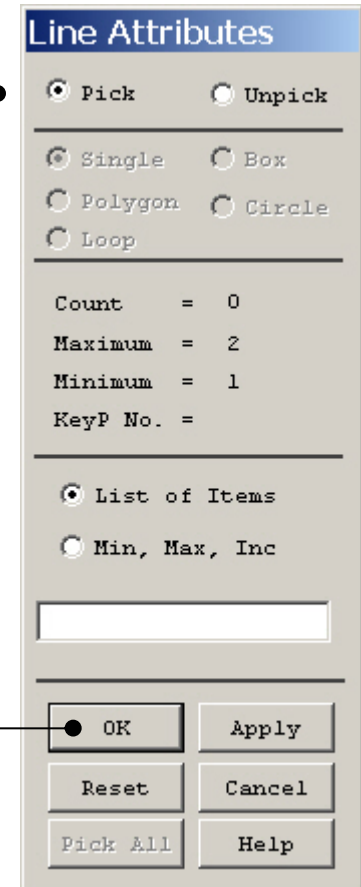 Line Attributes
Pick Unpick
Single Box
Polygon Circle
Loop
Count = 0
Maximum = 2
Minimum = 1
KeyP No. =
List of Items
Min, Max, Inc
OK Apply
Reset Cancel
Pick All Help